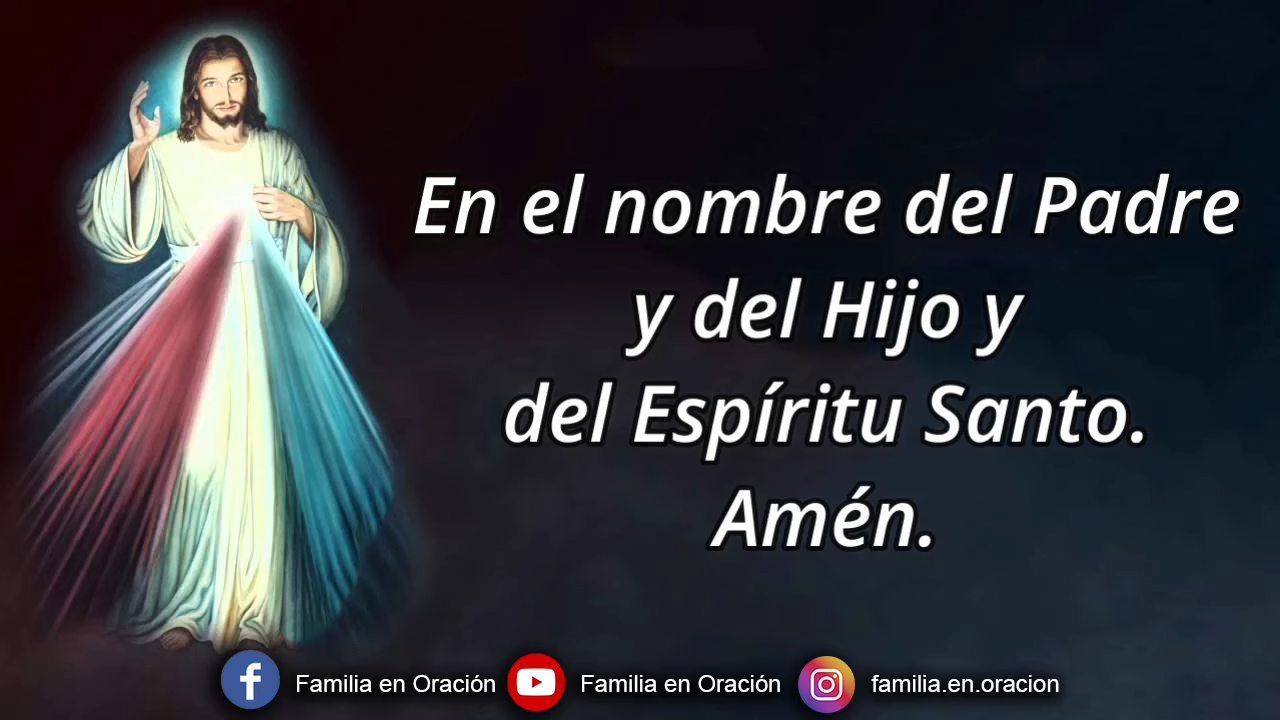 En el nombre del Padre
y del Hijo y
del Espíritu Santo.
Amén.
Familia en Oración Familia en Oración familia.en.oracion